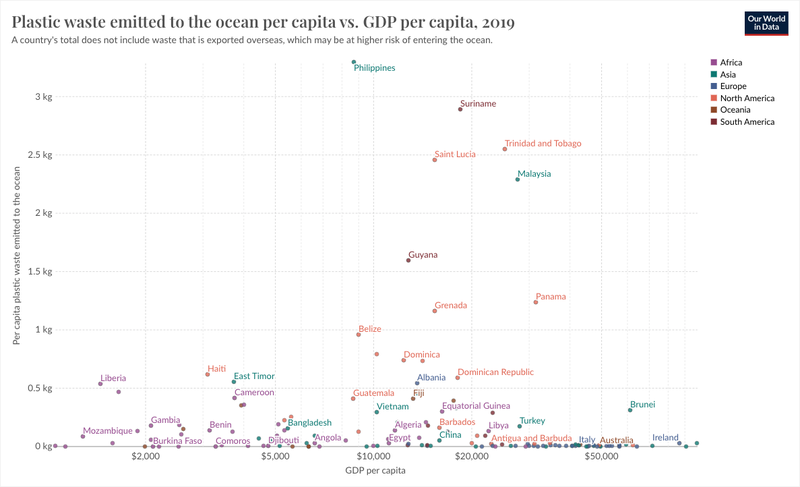 Plastic waste emitted to the ocean per capita vs. GDP per capita, 2019
A country's total does not include waste that is exported overseas, which may be at higher risk of entering the ocean.
Our World
in Data
Africa
Asia
Europe
North America
Oceania
South America
Per capita plastic waste emitted to the ocean
3 kg
2.5 kg
2 kg
1.5 kg
1 kg
0.5 kg
0 kg
Philippines
Suriname
Trinidad and Tobago
Saint Lucia
Malaysia
Guyana
Panama
Grenada
Belize
Dominica
Haiti
East Timor
Liberia
Albania
Dominican Republic
Cameroon
Guatemala
Fiji
Vietnam
Equatorial Guinea
Brunei
Gambia
Bangladesh
Mozambique
Benin
Algeria
Barbados
Libya
Turkey
Burkina Faso
Comoros
Djibouti
Angola
Egypt
China
Antigua and Barbuda
Italy
Australia
Ireland
$2,000
$5,000
$10,000
$20,000
$50,000
GDP per capita